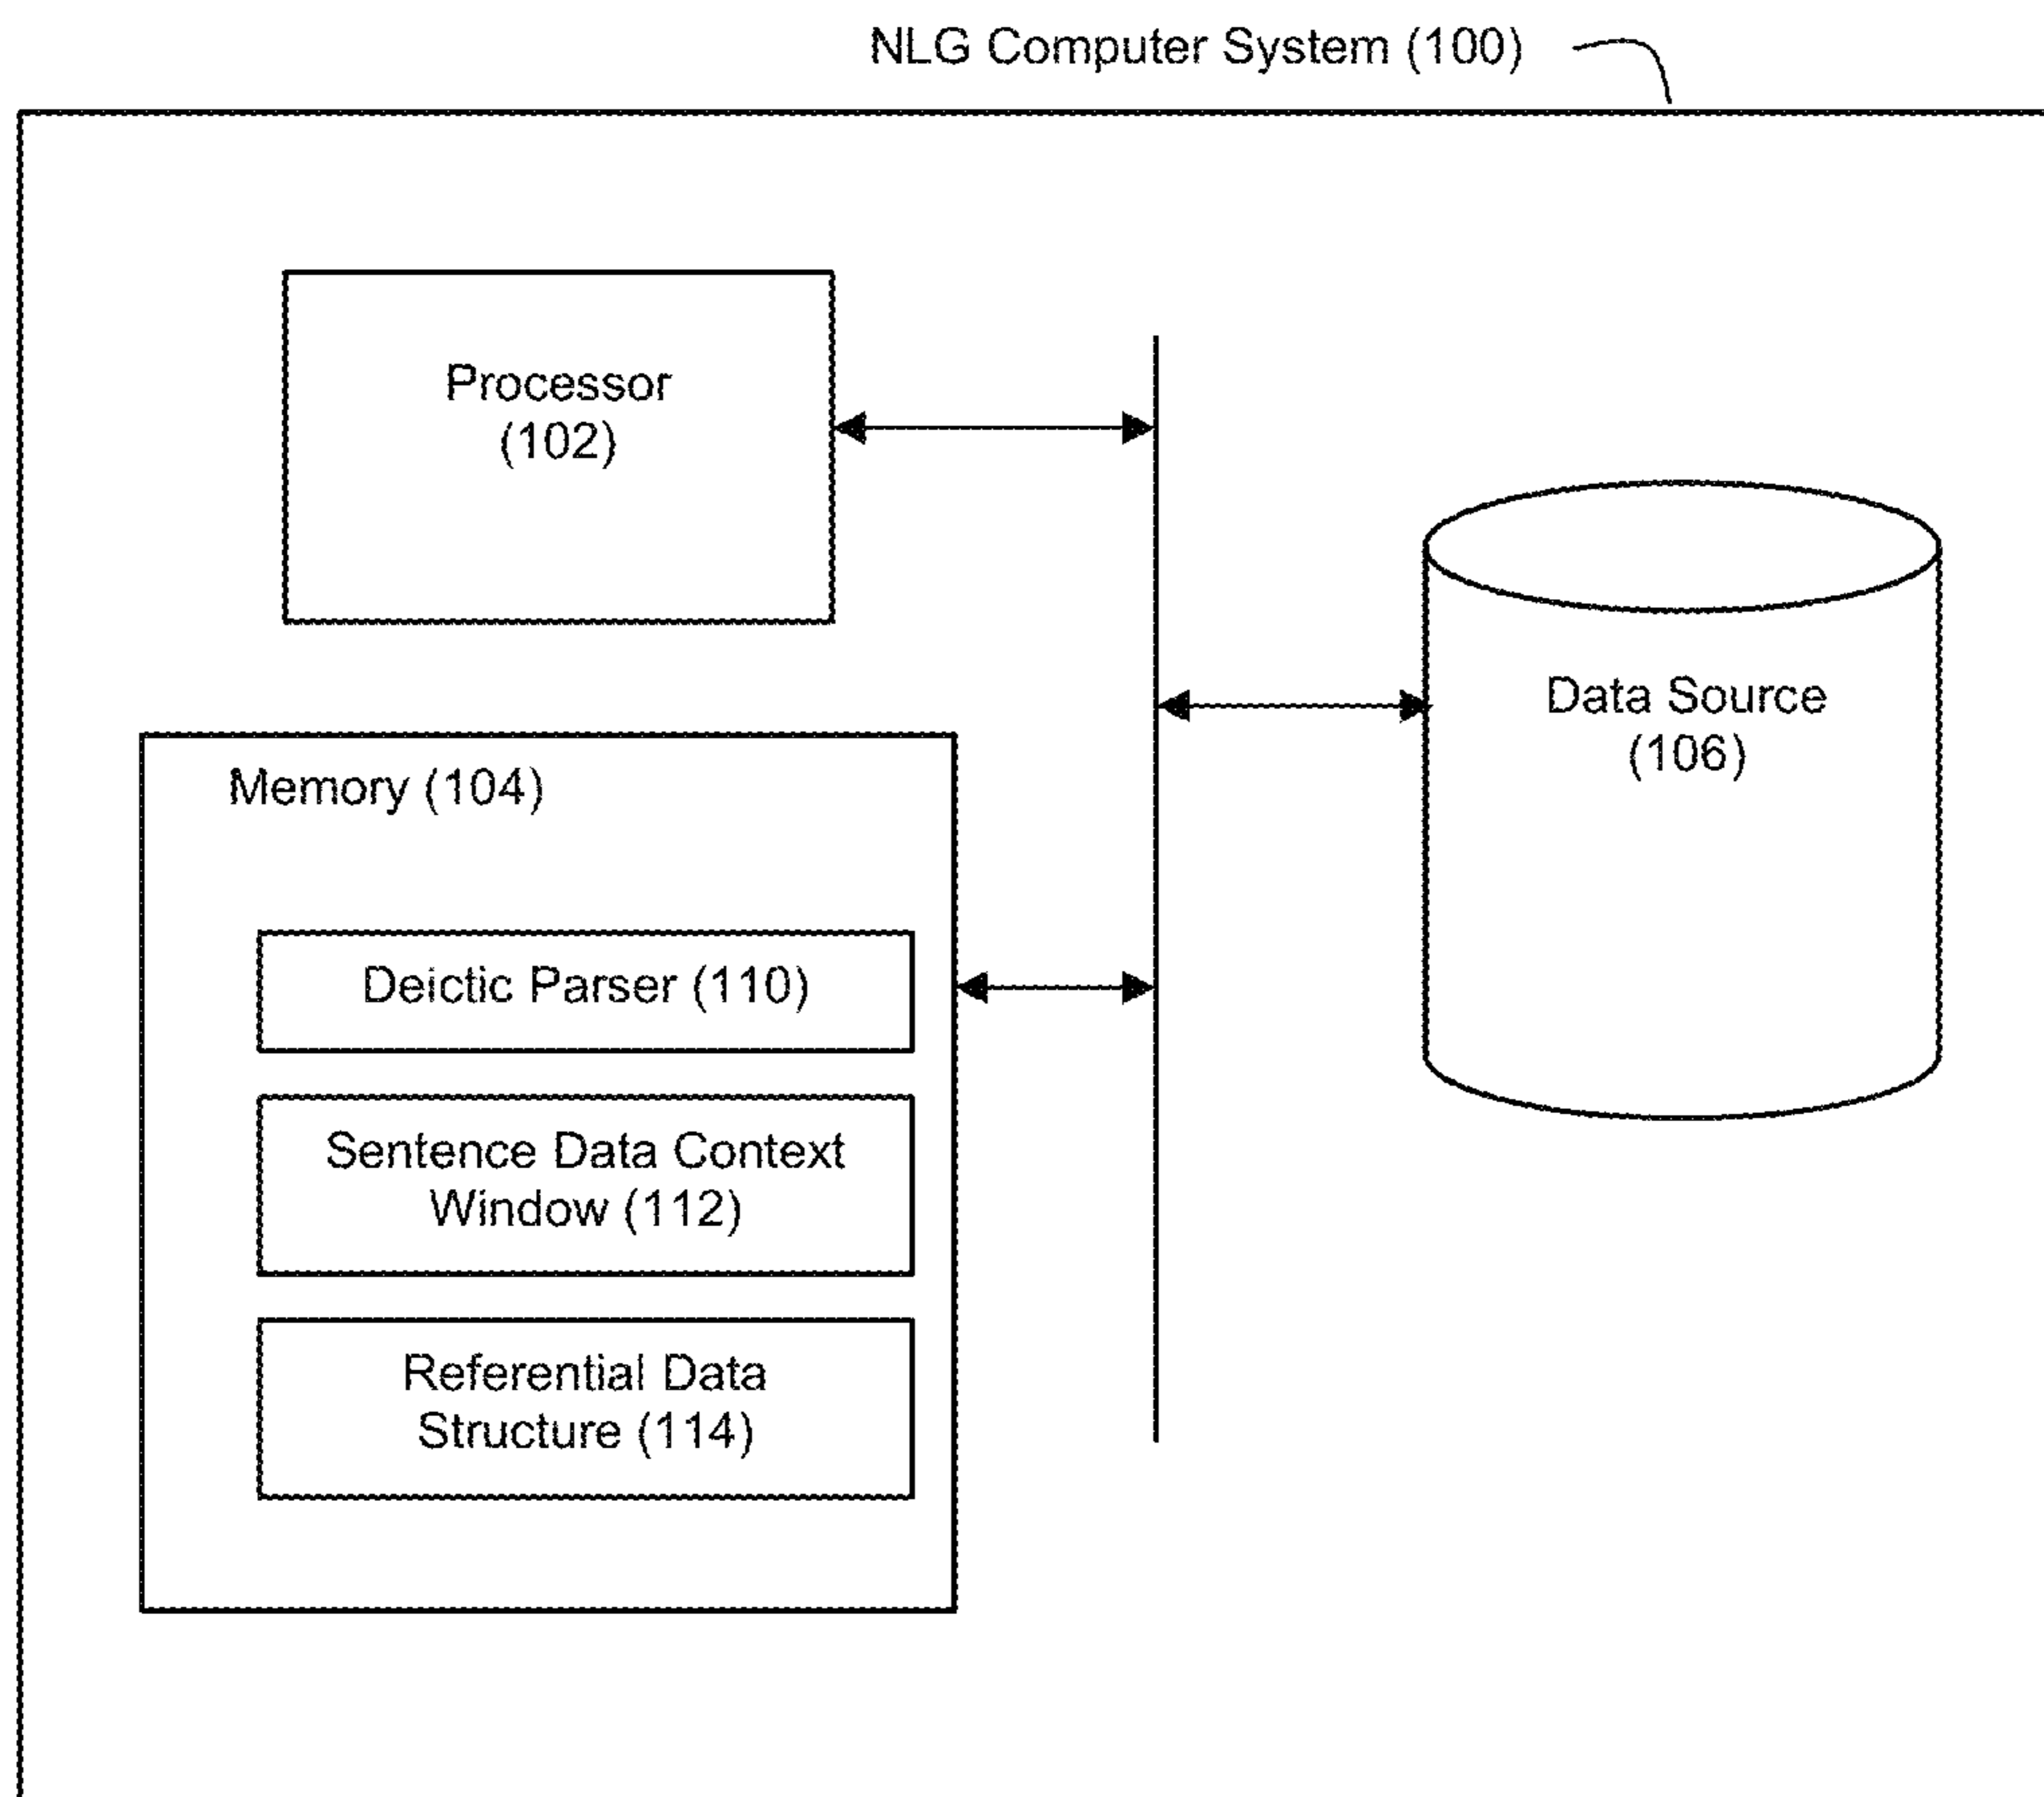 NLG Computer System (100)
Processor
(102)
Data Source
(106)
Memory (104)
Deictic Parser (110)
Sentence Data Context
Window (112)
Referential Data
Structure (114)